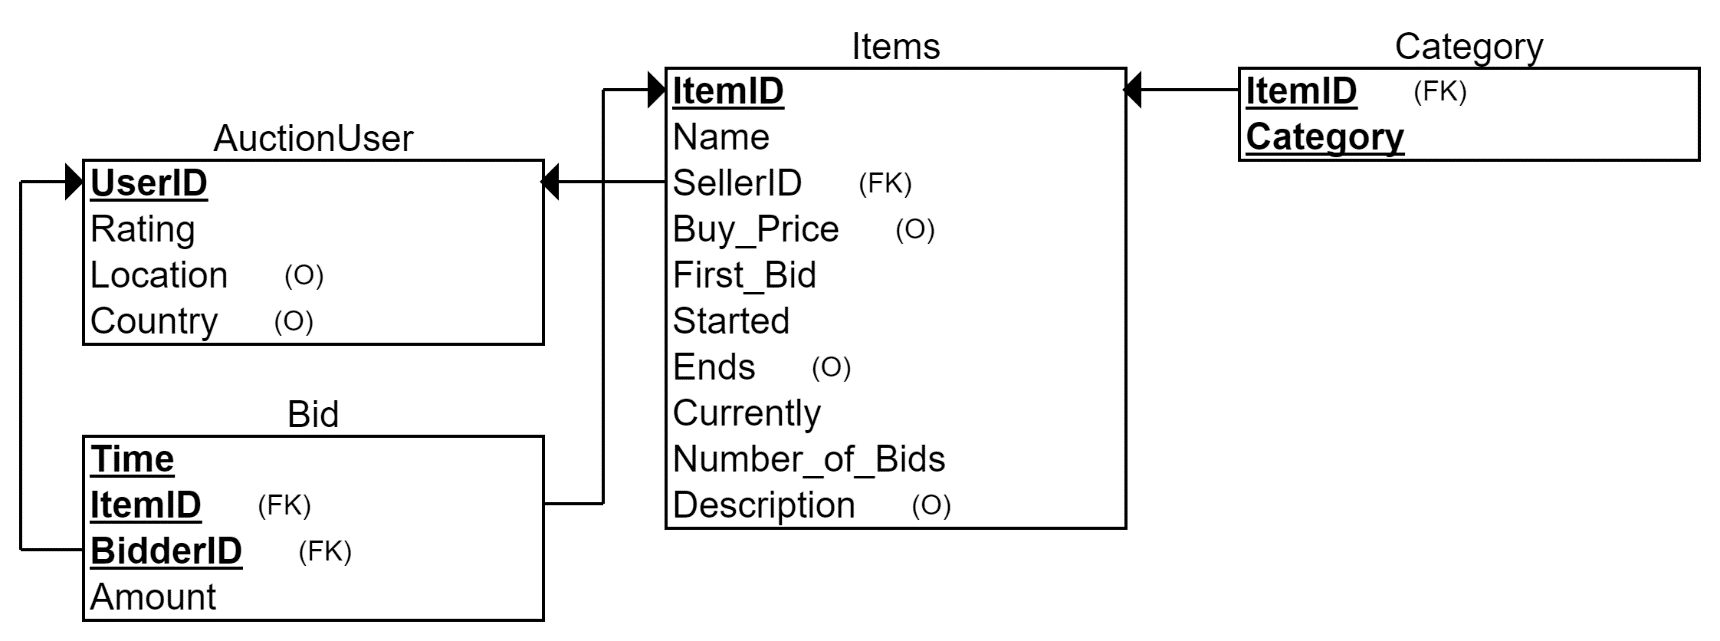 AuctionUser
UserID
Rating
Location (O)
Country (O)
Bid
Time
ItemID (FK)
BidderID (FK)
Amount
Items
ItemID
Name
SellerID (FK)
Buy_Price (O)
First_Bid
Started
Ends (O)
Currently
Number_of_Bids
Description (O)
Category
ItemID (FK)
Category